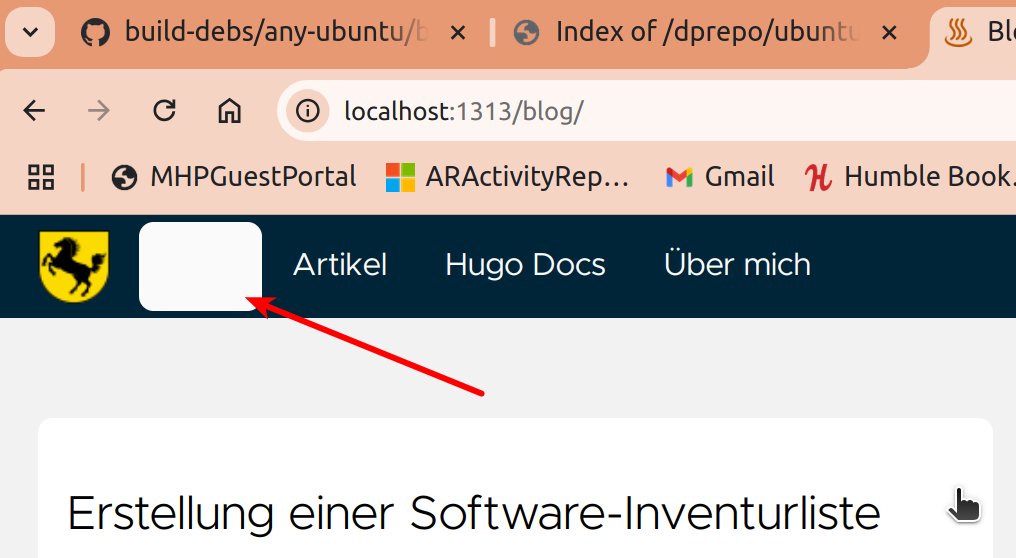 build-debs/any-ubuntu/b
Index of /dprepo/ubuntu
localhost:1313/blog/
MHPGuestPortal
ARActivityRep...
Gmail
Humble Book.
Artikel
Hugo Docs
Über mich
Erstellung einer Software-Inventurliste